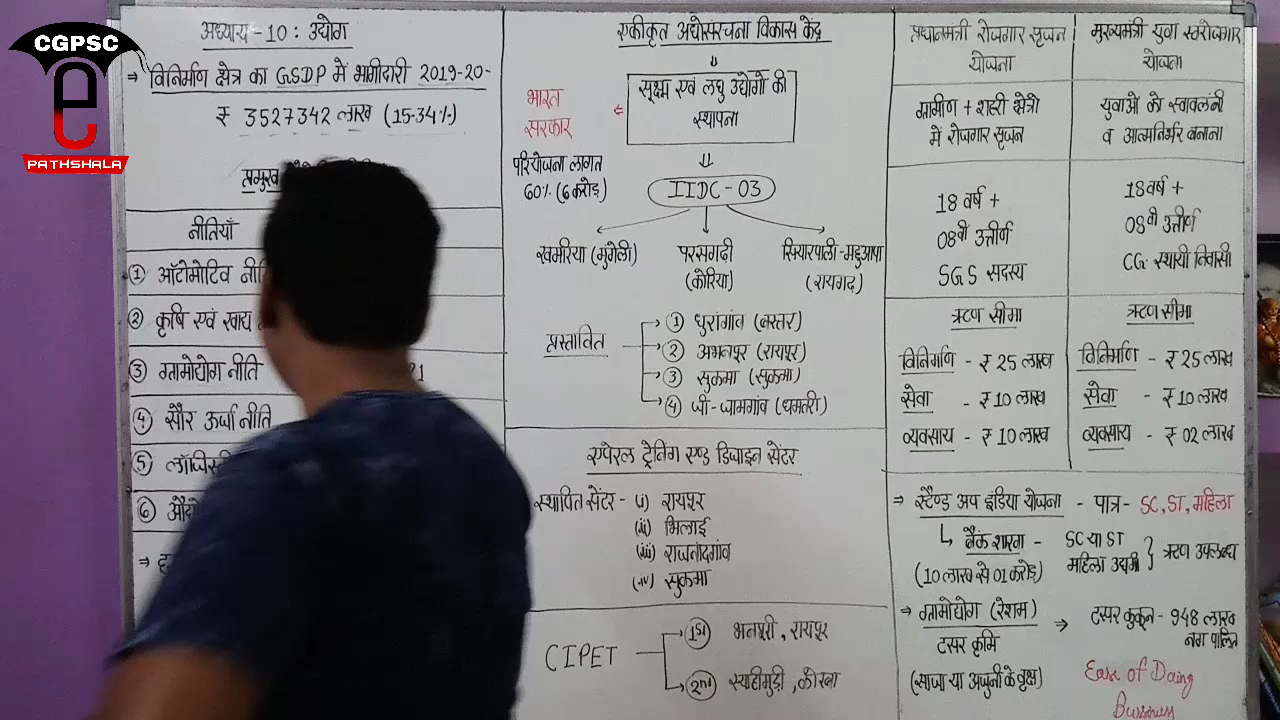 CGPSC
PATHSHALA
अध्याय - 10 : उद्योग
⇒ विनिर्माण क्षेत्र का GSDP में भागीदारी 2019-20-
₹ 3527342 लाख (15.34%)
प्रमुख
नीतियाँ
① ऑटोमोटिव नीति
② कृषि एवं खाद्य
③ ग्रामोद्योग नीति
④ सौर ऊर्जा नीति
⑤
⑥
एकीकृत अधोसंरचना विकास केंद्र
सूक्ष्म एवं लघु उद्योगों की
स्थापना
भारत
सरकार
परियोजना लागत
60% (6 करोड़)
IIDC-03
खमरिया (मुंगेली)
परसगढ़ी
(कोरिया)
सियारपाली-महुआपा
(रायगढ़)
प्रस्तावित
① धुरागांव (बस्तर)
② अभनपुर (रायपुर)
③ सुकमा (सुकमा)
④ जी-जामगांव (धमतरी)
एपेरल ट्रेनिंग एण्ड डिजाइन सेंटर
स्थापित सेंटर - (i) रायपुर
(ii) भिलाई
(iii) राजनांदगांव
(iv) सुकमा
CIPET
1st भनपुरी, रायपुर
2nd स्याहीमुड़ी, कोरबा
प्रधानमंत्री रोजगार सृजन
योजना
ग्रामीण + शहरी क्षेत्रों
में रोजगार सृजन
18 वर्ष +
08वीं उत्तीर्ण
SGS सदस्य
ऋण सीमा
विनिर्माण - ₹ 25 लाख
सेवा - ₹ 10 लाख
व्यवसाय - ₹ 10 लाख
मुख्यमंत्री युवा स्वरोजगार
योजना
युवाओं को स्वावलंबी
व आत्मनिर्भर बनाना
18 वर्ष +
08वीं उत्तीर्ण
CG स्थायी निवासी
ऋण सीमा
विनिर्माण - ₹ 25 लाख
सेवा - ₹ 10 लाख
व्यवसाय - ₹ 02 लाख
⇒ स्टैण्ड अप इंडिया योजना - पात्र - SC, ST, महिला
↳ बैंक शाखा - SC या ST
महिला उद्यमी } ऋण उपलब्ध
(10 लाख से 01 करोड़)
⇒ ग्रामोद्योग (रेशम)
टसर कृमि
(साजा या अर्जुनी के वृक्ष)
⇒ टसर कुकून - 948 लाख
नग पालित
Ease of Doing
Business